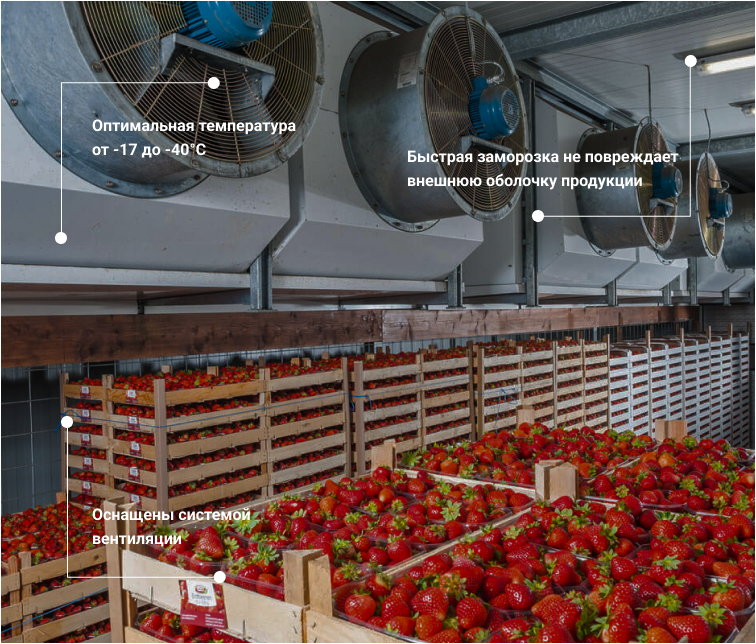 Оптимальная температура
от -17 до -40°C
Быстрая заморозка не повреждает
внешнюю оболочку продукции
Оснащены системой
вентиляции